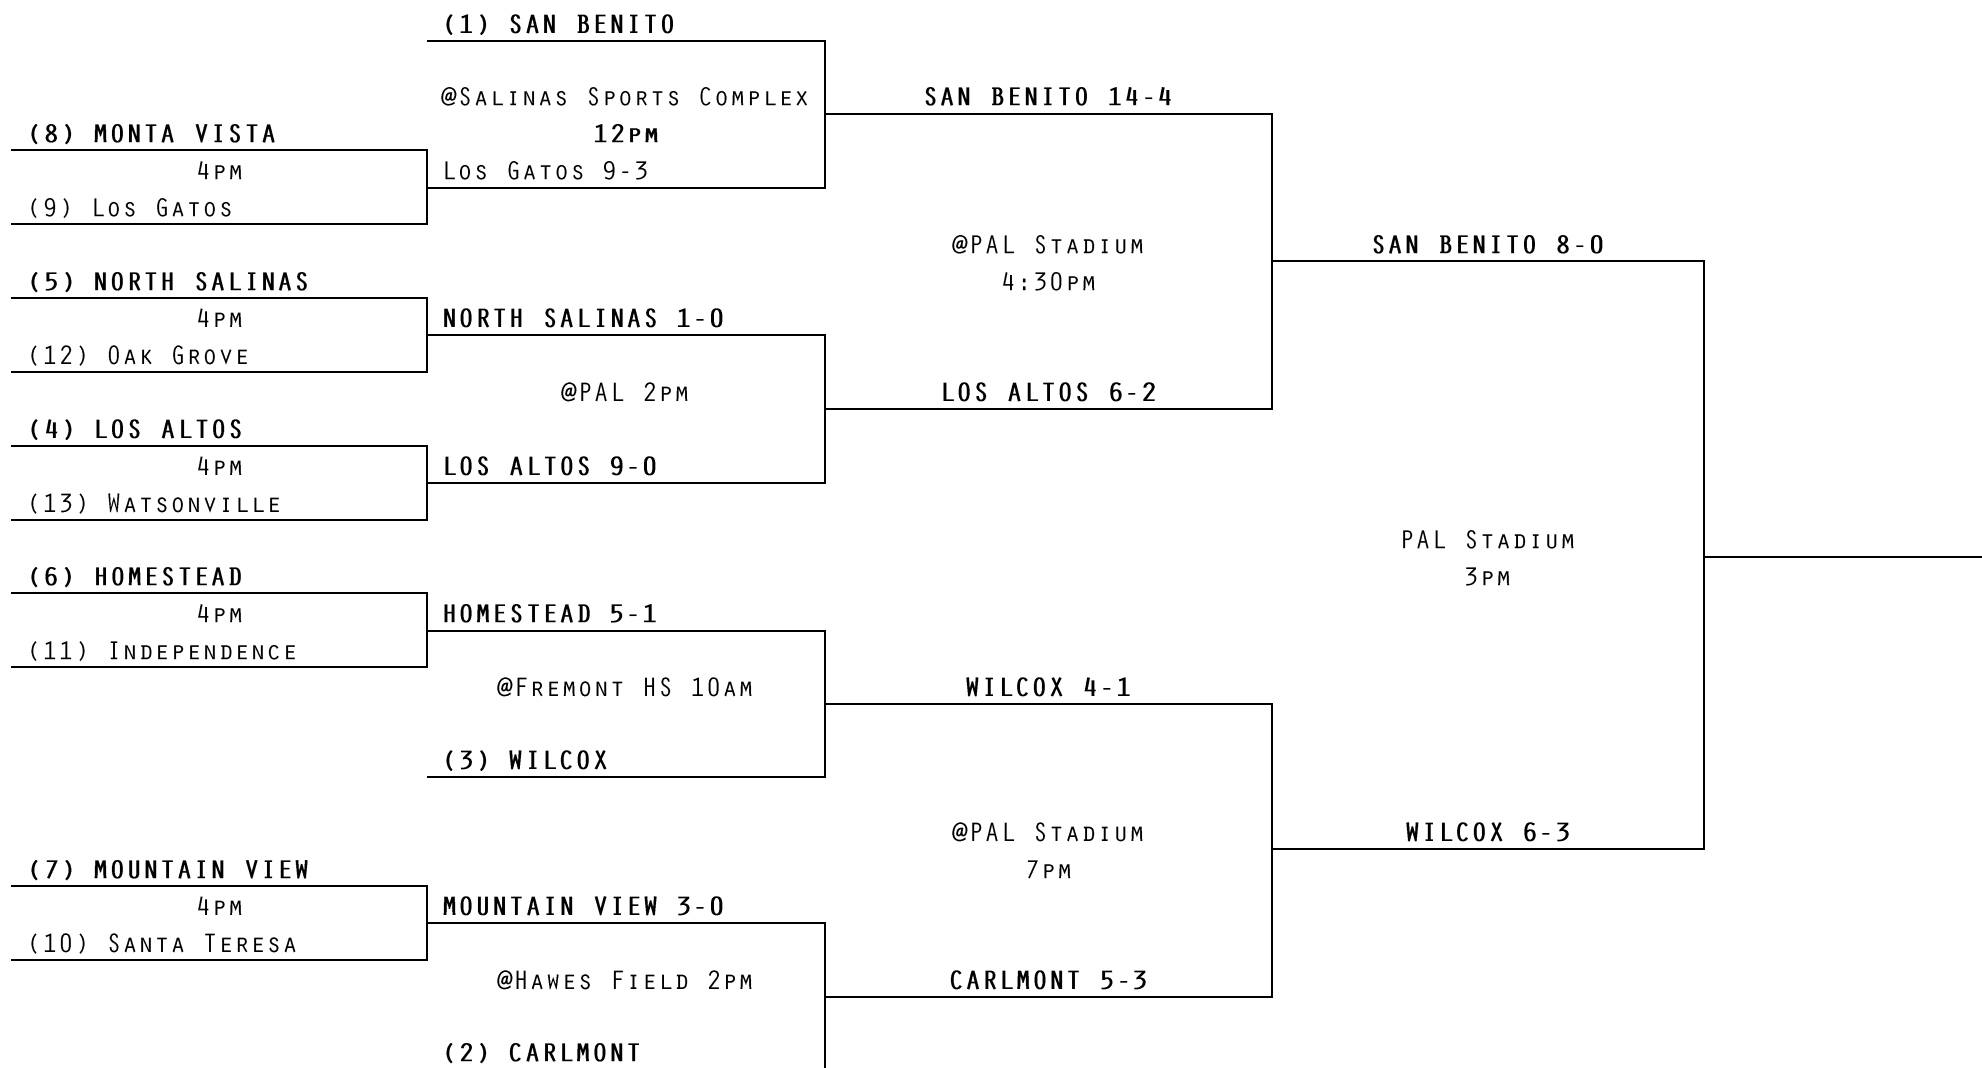 (1) SAN BENITO
@Salinas Sports Complex
SAN BENITO 14-4
(8) MONTA VISTA
12pm
4pm
Los Gatos 9-3
(9) Los Gatos
@PAL Stadium
SAN BENITO 8-0
(5) NORTH SALINAS
4:30pm
4pm
NORTH SALINAS 1-0
(12) Oak Grove
@PAL 2pm
LOS ALTOS 6-2
(4) LOS ALTOS
4pm
LOS ALTOS 9-0
(13) Watsonville
PAL Stadium
(6) HOMESTEAD
3pm
4pm
HOMESTEAD 5-1
(11) Independence
@Fremont HS 10am
WILCOX 4-1
(3) WILCOX
@PAL Stadium
WILCOX 6-3
(7) MOUNTAIN VIEW
7pm
4pm
MOUNTAIN VIEW 3-0
(10) Santa Teresa
@Hawes Field 2pm
CARLMONT 5-3
(2) CARLMONT